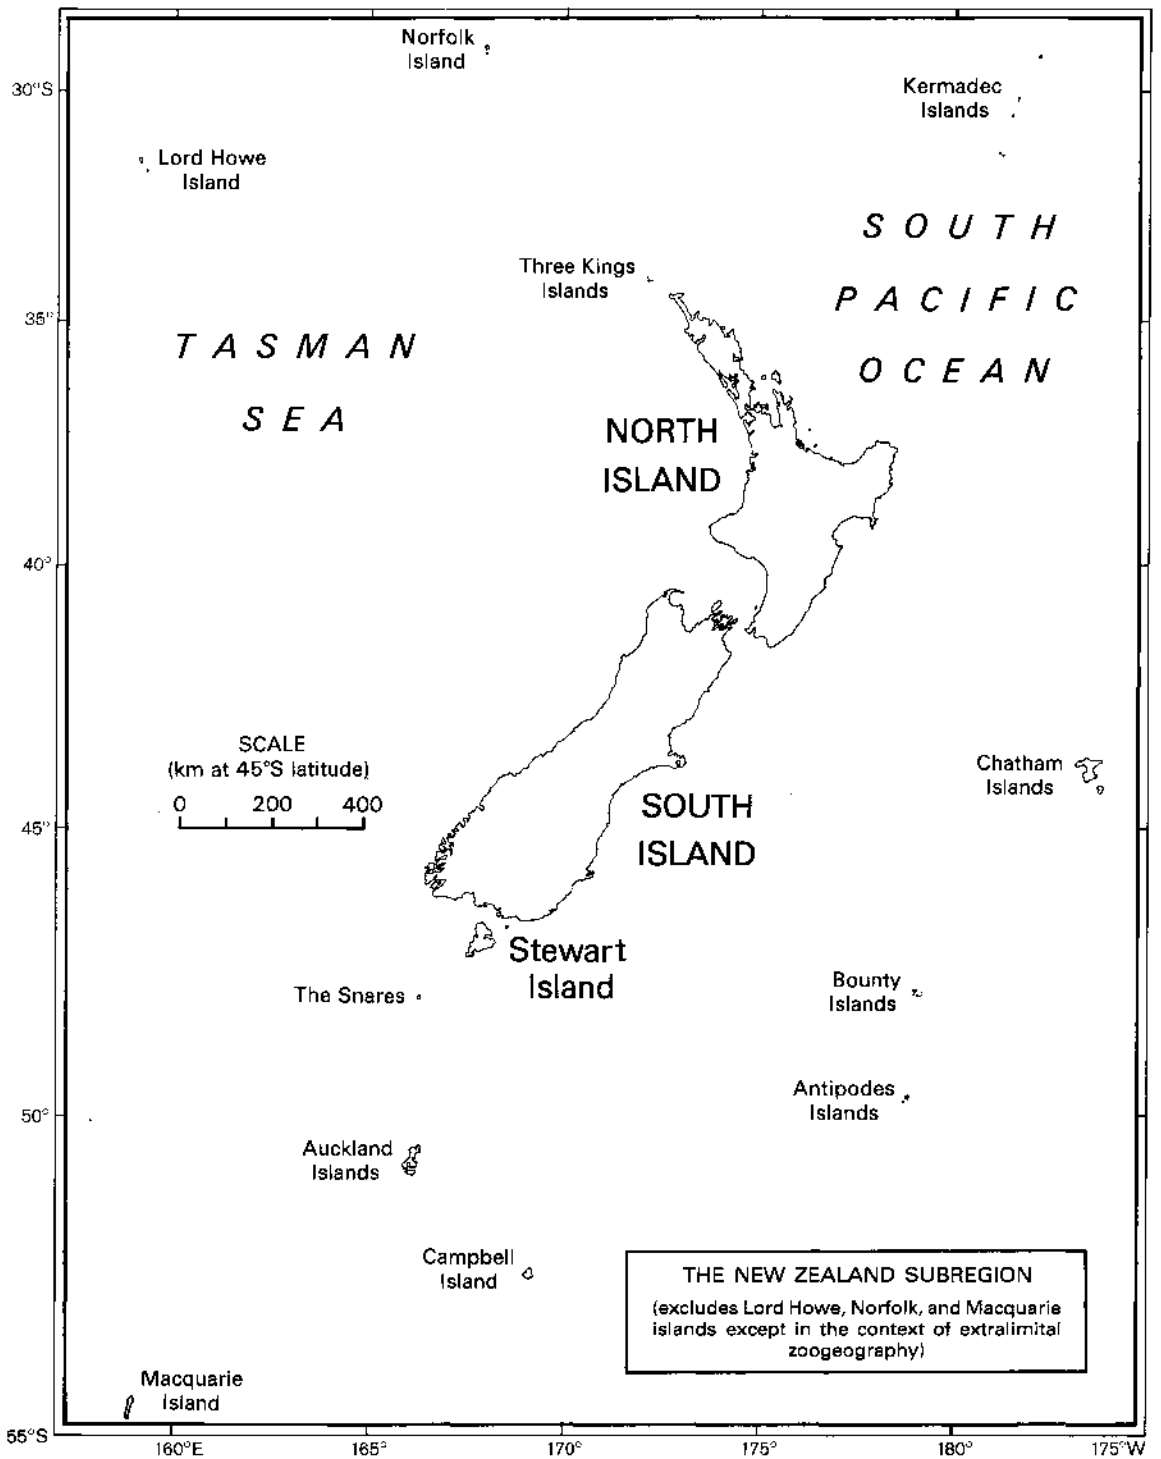 Norfolk
Island
Kermadec
Islands
30°S
Lord Howe
Island
SOUTH
PACIFIC
OCEAN
Three Kings
Islands
35°
TASMAN
SEA
NORTH
ISLAND
40°
SCALE
(km at 45°S latitude)
0 200 400
Chatham
Islands
SOUTH
ISLAND
45°
Stewart
Island
The Snares
Bounty
Islands
Antipodes
Islands
50°
Auckland
Islands
Campbell
Island
THE NEW ZEALAND SUBREGION
(excludes Lord Howe, Norfolk, and Macquarie
islands except in the context of extralimital
zoogeography)
Macquarie
Island
55°S
160°E 165° 170° 175° 180° 175°W